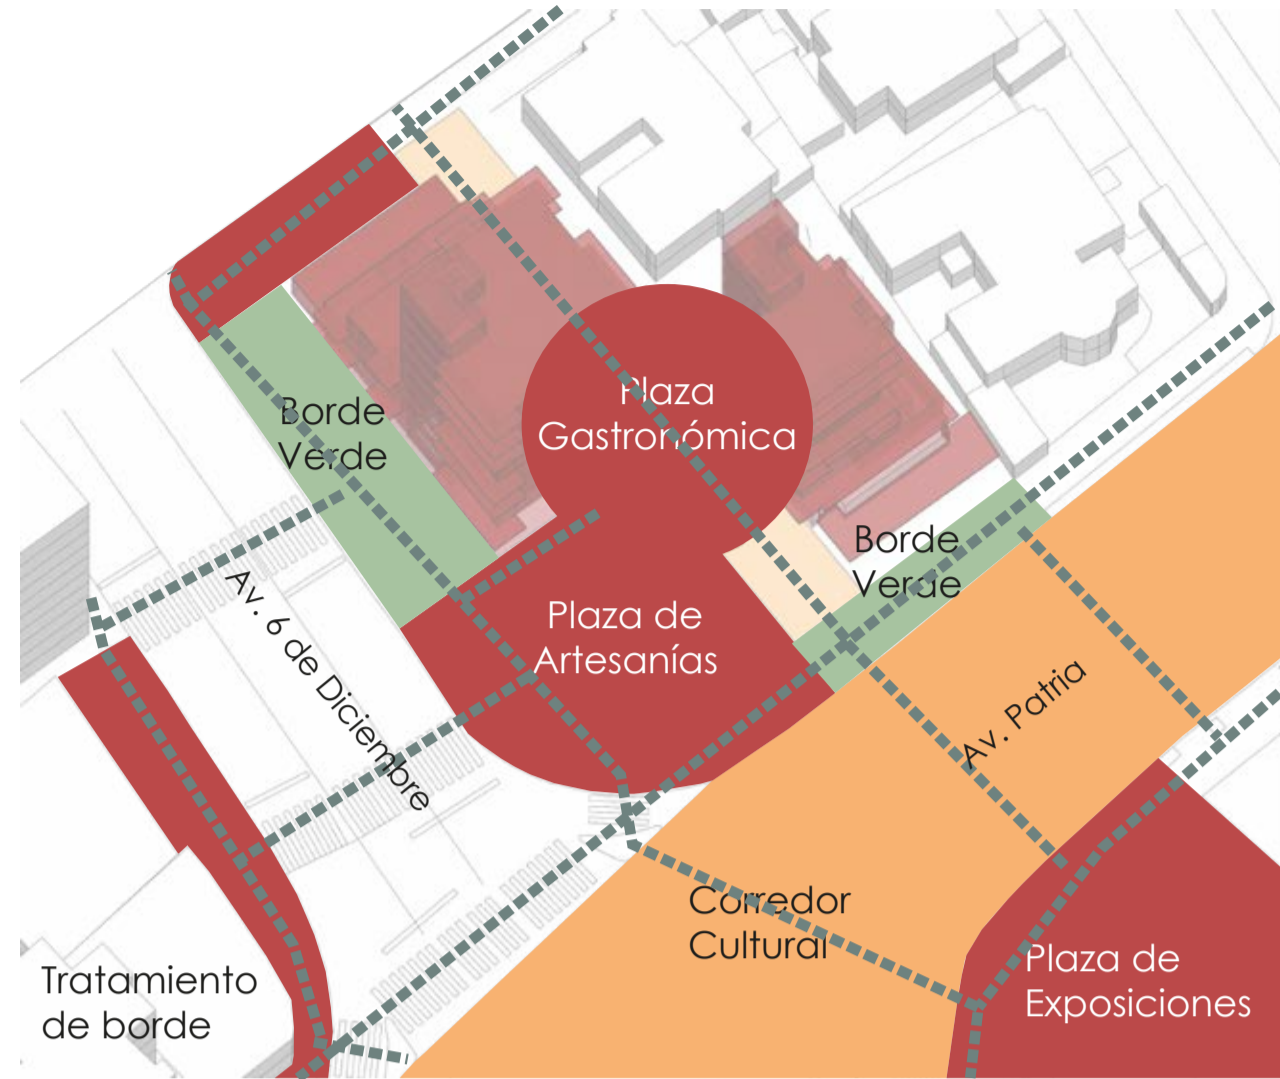 Plaza
Gastronómica
Borde
Verde
Borde
Verde
Plaza de
Artesanías
Av. 6 de Diciembre
Av. Patria
Corredor
Cultural
Plaza de
Exposiciones
Tratamiento
de borde